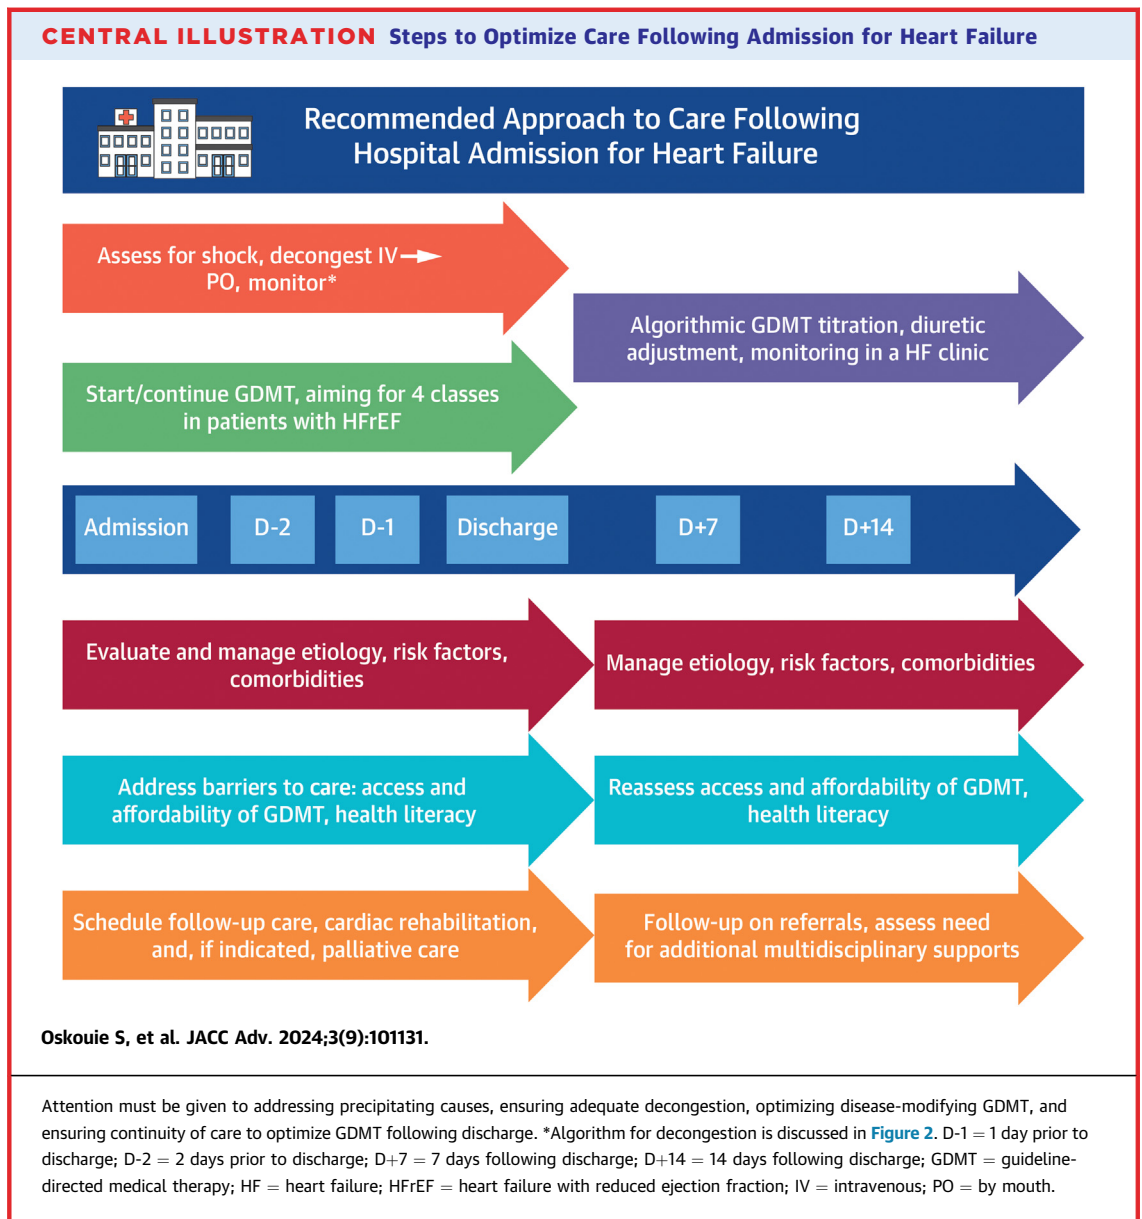 CENTRAL ILLUSTRATION Steps to Optimize Care Following Admission for Heart Failure
Recommended Approach to Care Following
Hospital Admission for Heart Failure
Assess for shock, decongest IV→
PO, monitor*
Algorithmic GDMT titration, diuretic
adjustment, monitoring in a HF clinic
Start/continue GDMT, aiming for 4 classes
in patients with HFrEF
Admission D-2 D-1 Discharge D+7 D+14
Evaluate and manage etiology, risk factors,
comorbidities
Manage etiology, risk factors, comorbidities
Address barriers to care: access and
affordability of GDMT, health literacy
Reassess access and affordability of GDMT,
health literacy
Schedule follow-up care, cardiac rehabilitation,
and, if indicated, palliative care
Follow-up on referrals, assess need
for additional multidisciplinary supports
Oskouie S, et al. JACC Adv. 2024;3(9):101131.
Attention must be given to addressing precipitating causes, ensuring adequate decongestion, optimizing disease-modifying GDMT, and
ensuring continuity of care to optimize GDMT following discharge. *Algorithm for decongestion is discussed in Figure 2. D-1 = 1 day prior to
discharge; D-2 = 2 days prior to discharge; D+7 = 7 days following discharge; D+14 = 14 days following discharge; GDMT = guideline-
directed medical therapy; HF = heart failure; HFrEF = heart failure with reduced ejection fraction; IV = intravenous; PO = by mouth.